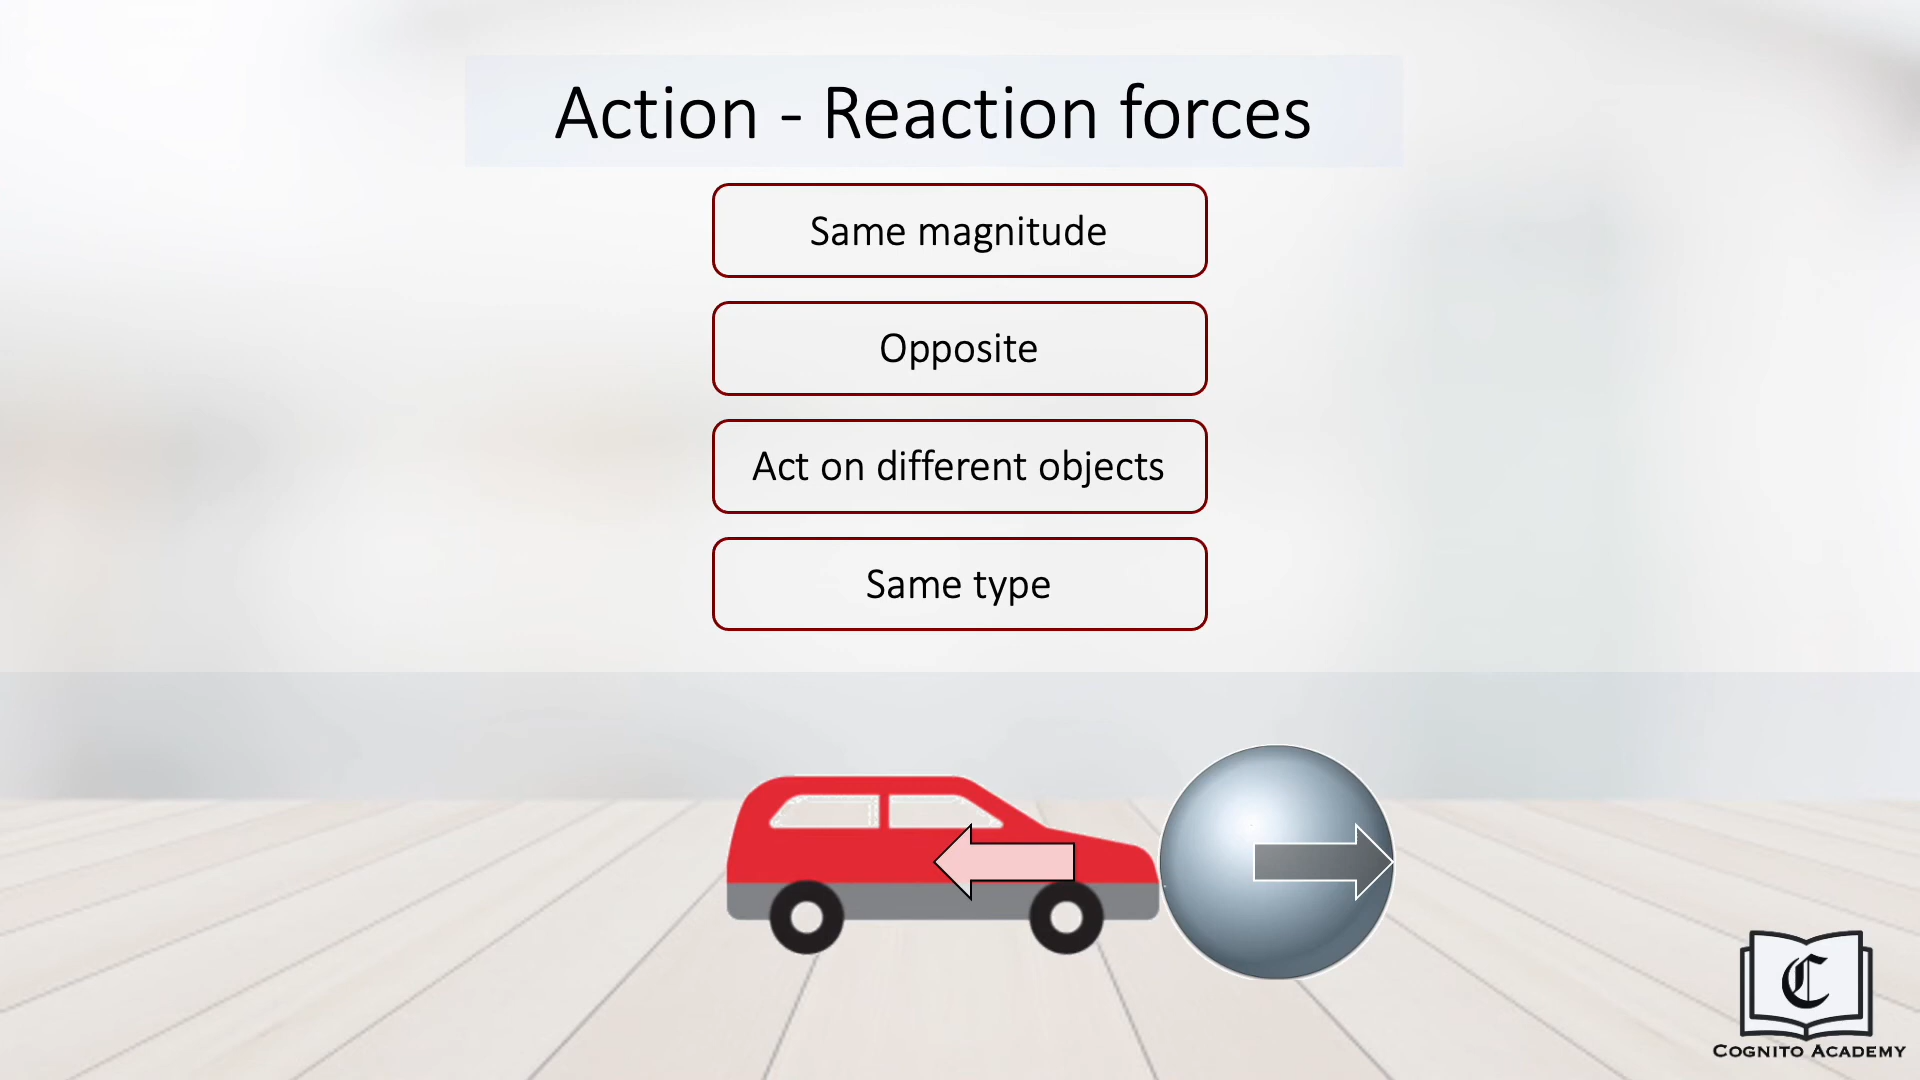 Action - Reaction forces
Same magnitude
Opposite
Act on different objects
Same type
C
COGNITO ACADEMY